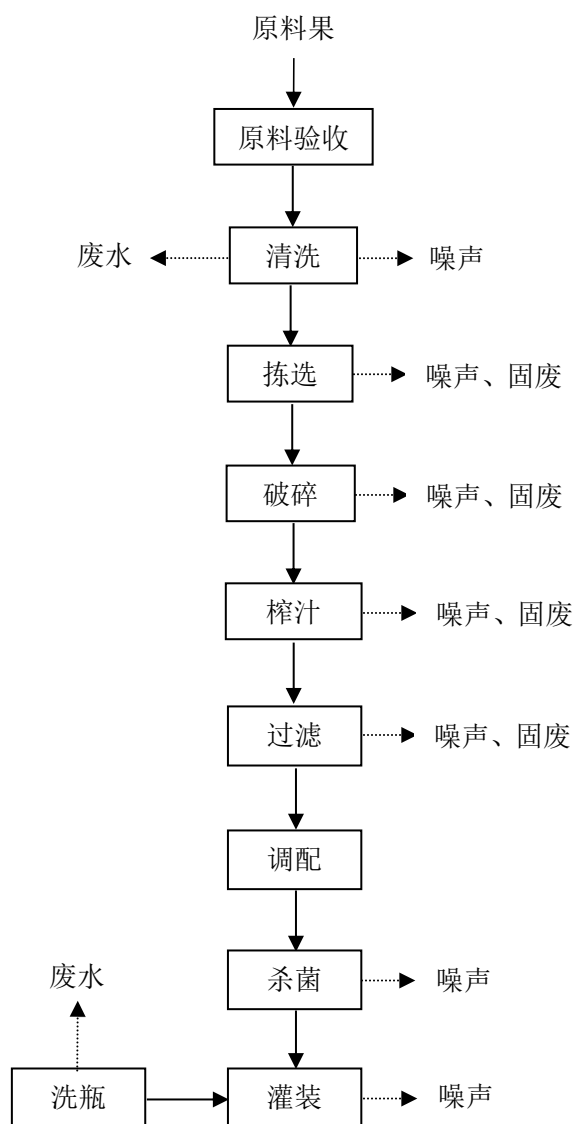 原料果
原料验收
废水
清洗
噪声
拣选
噪声、固废
破碎
噪声、固废
榨汁
噪声、固废
过滤
噪声、固废
调配
废水
杀菌
噪声
洗瓶
灌装
噪声